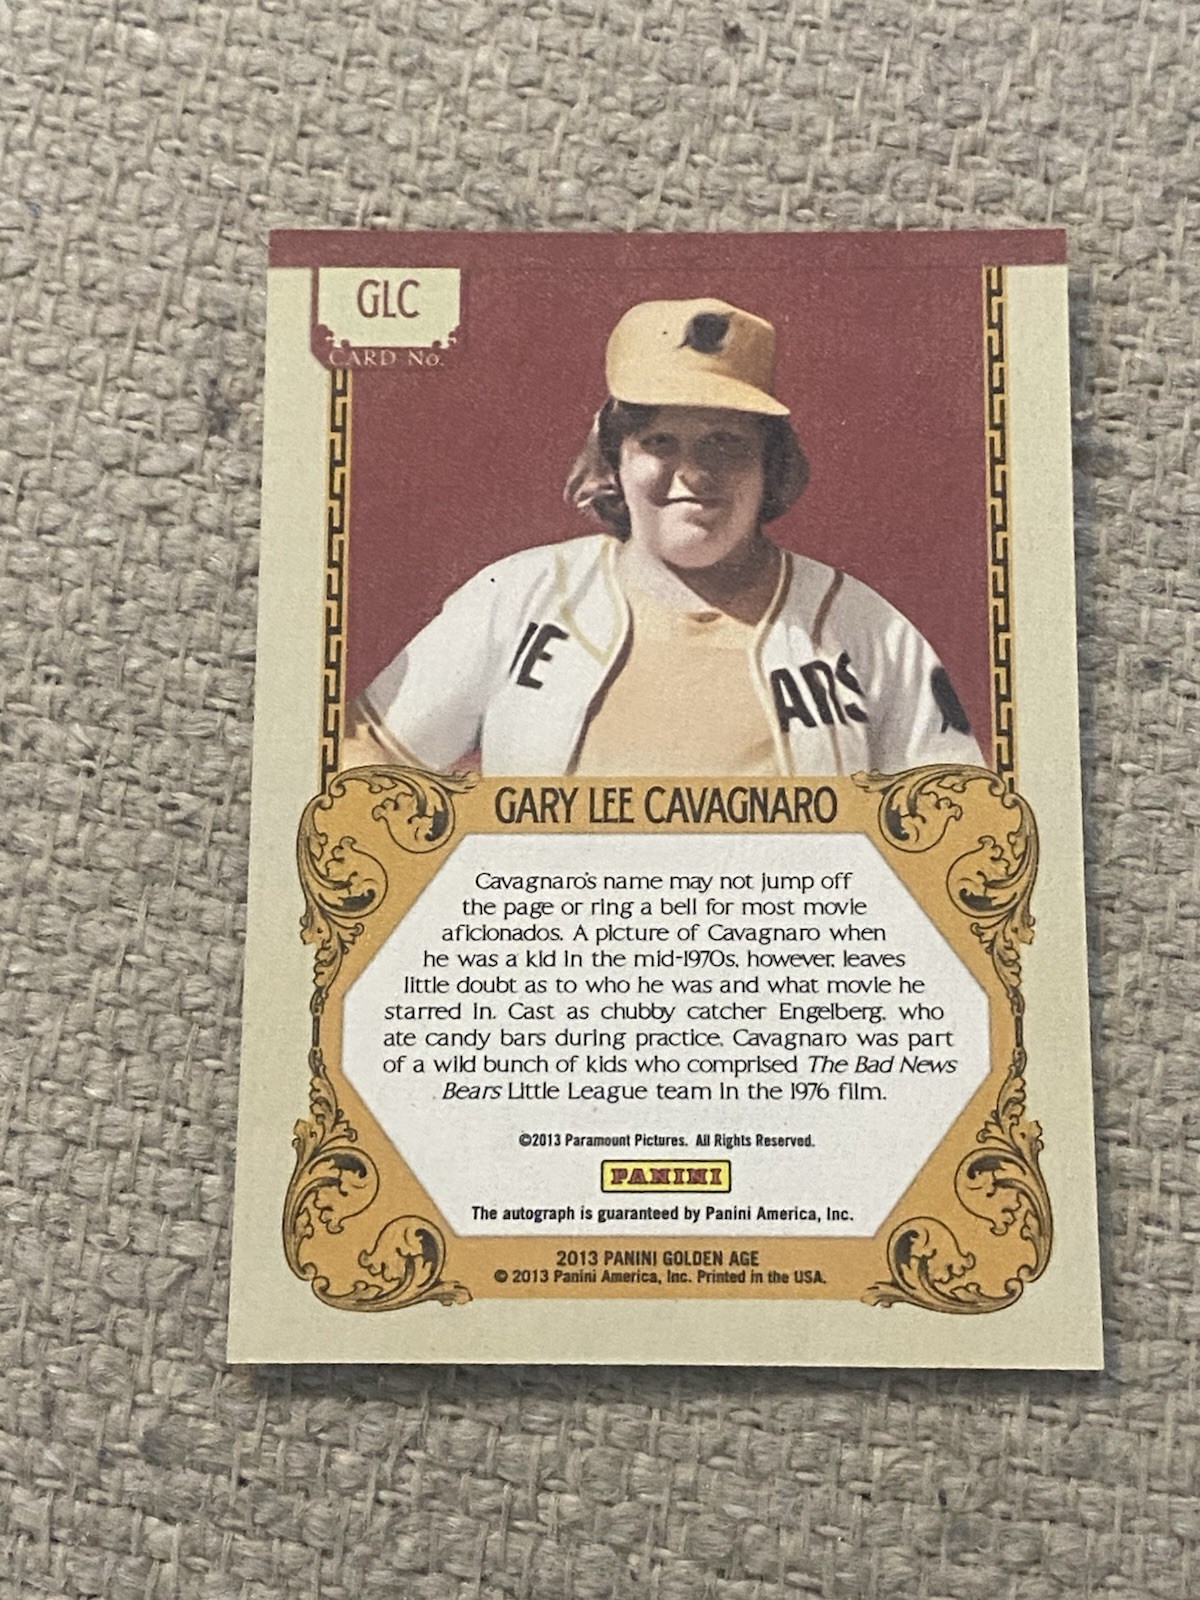 GLC
CARD No.
IE
ARS
GARY LEE CAVAGNARO
Cavagnaro's name may not jump off
the page or ring a bell for most movie
aficionados. A picture of Cavagnaro when
he was a kid in the mid-1970s, however, leaves
little doubt as to who he was and what movie he
starred in. Cast as chubby catcher Engelberg, who
ate candy bars during practice, Cavagnaro was part
of a wild bunch of kids who comprised The Bad News
Bears Little League team in the 1976 film.
©2013 Paramount Pictures. All Rights Reserved.
PANINI
The autograph is guaranteed by Panini America, Inc.
2013 PANINI GOLDEN AGE
© 2013 Panini America, Inc. Printed in the USA.